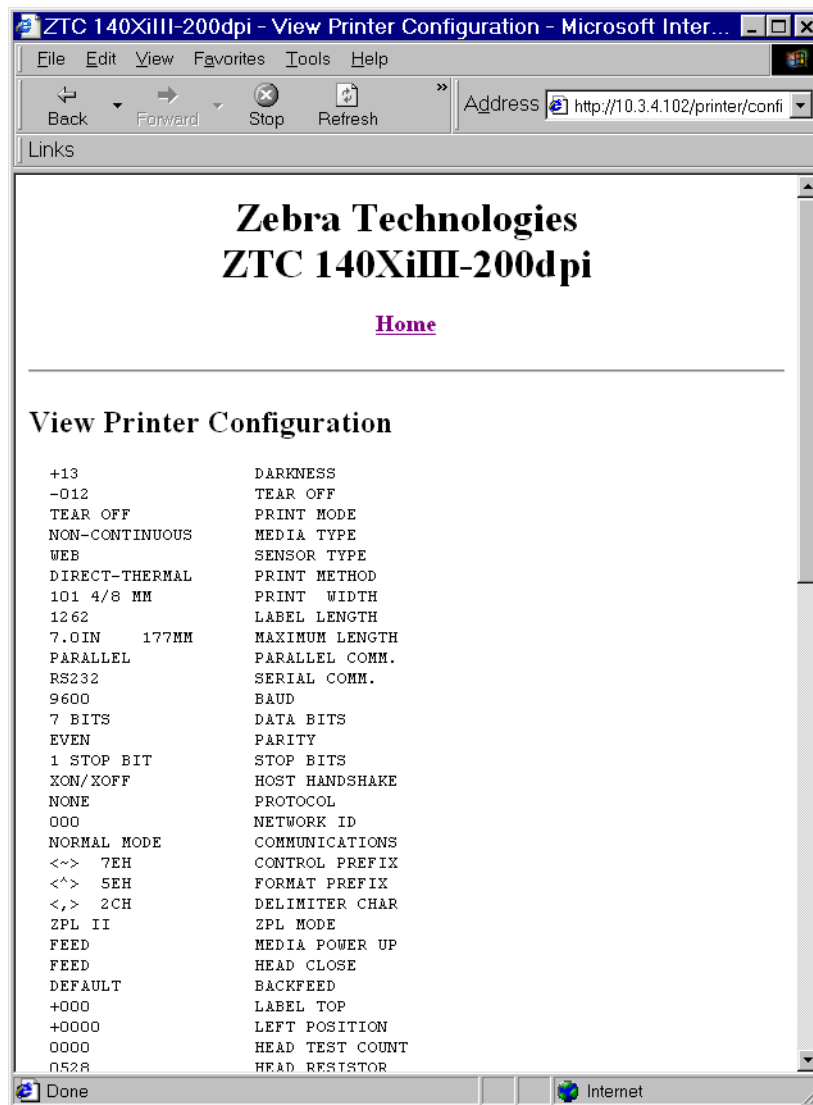 ZTC 140XiIII-200dpi - View Printer Configuration - Microsoft Inter...
File Edit View Favorites Tools Help
Back Forward Stop Refresh » Address http://10.3.4.102/printer/confi
Links
Zebra Technologies
ZTC 140XiIII-200dpi
Home
View Printer Configuration
+13 DARKNESS
-012 TEAR OFF
TEAR OFF PRINT MODE
NON-CONTINUOUS MEDIA TYPE
WEB SENSOR TYPE
DIRECT-THERMAL PRINT METHOD
101 4/8 MM PRINT WIDTH
1262 LABEL LENGTH
7.0IN 177MM MAXIMUM LENGTH
PARALLEL PARALLEL COMM.
RS232 SERIAL COMM.
9600 BAUD
7 BITS DATA BITS
EVEN PARITY
1 STOP BIT STOP BITS
XON/XOFF HOST HANDSHAKE
NONE PROTOCOL
000 NETWORK ID
NORMAL MODE COMMUNICATIONS
<~> 7EH CONTROL PREFIX
<^> 5EH FORMAT PREFIX
<,> 2CH DELIMITER CHAR
ZPL II ZPL MODE
FEED MEDIA POWER UP
FEED HEAD CLOSE
DEFAULT BACKFEED
+000 LABEL TOP
+0000 LEFT POSITION
0000 HEAD TEST COUNT
0528 HEAD RESISTOR
Done Internet